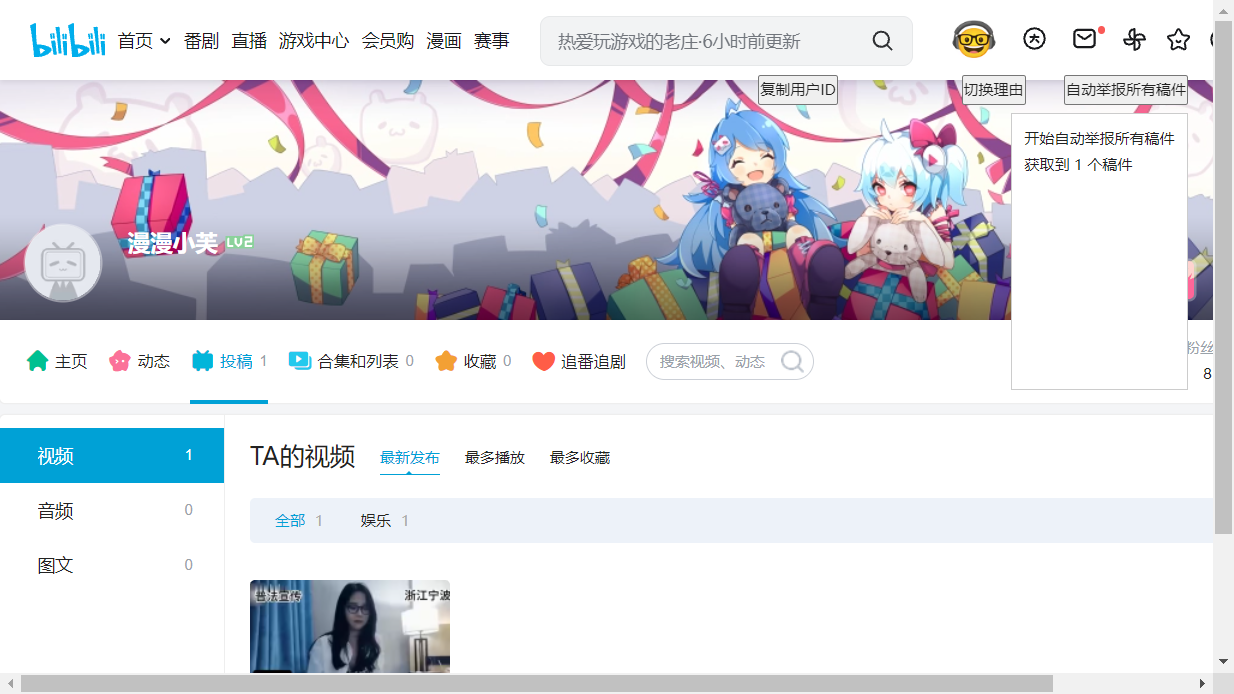 bilibili 首页 番剧 直播 游戏中心 会员购 漫画 赛事 热爱玩游戏的老庄·6小时前更新
复制用户ID 切换理由 自动举报所有稿件
开始自动举报所有稿件
获取到 1 个稿件
漫漫小芙 LV2
主页 动态 投稿 1 合集和列表 0 收藏 0 追番追剧 搜索视频、动态 粉丝
8
视频 1
音频 0
图文 0
TA的视频 最新发布 最多播放 最多收藏
全部 1 娱乐 1
普法宣传 浙江宁波